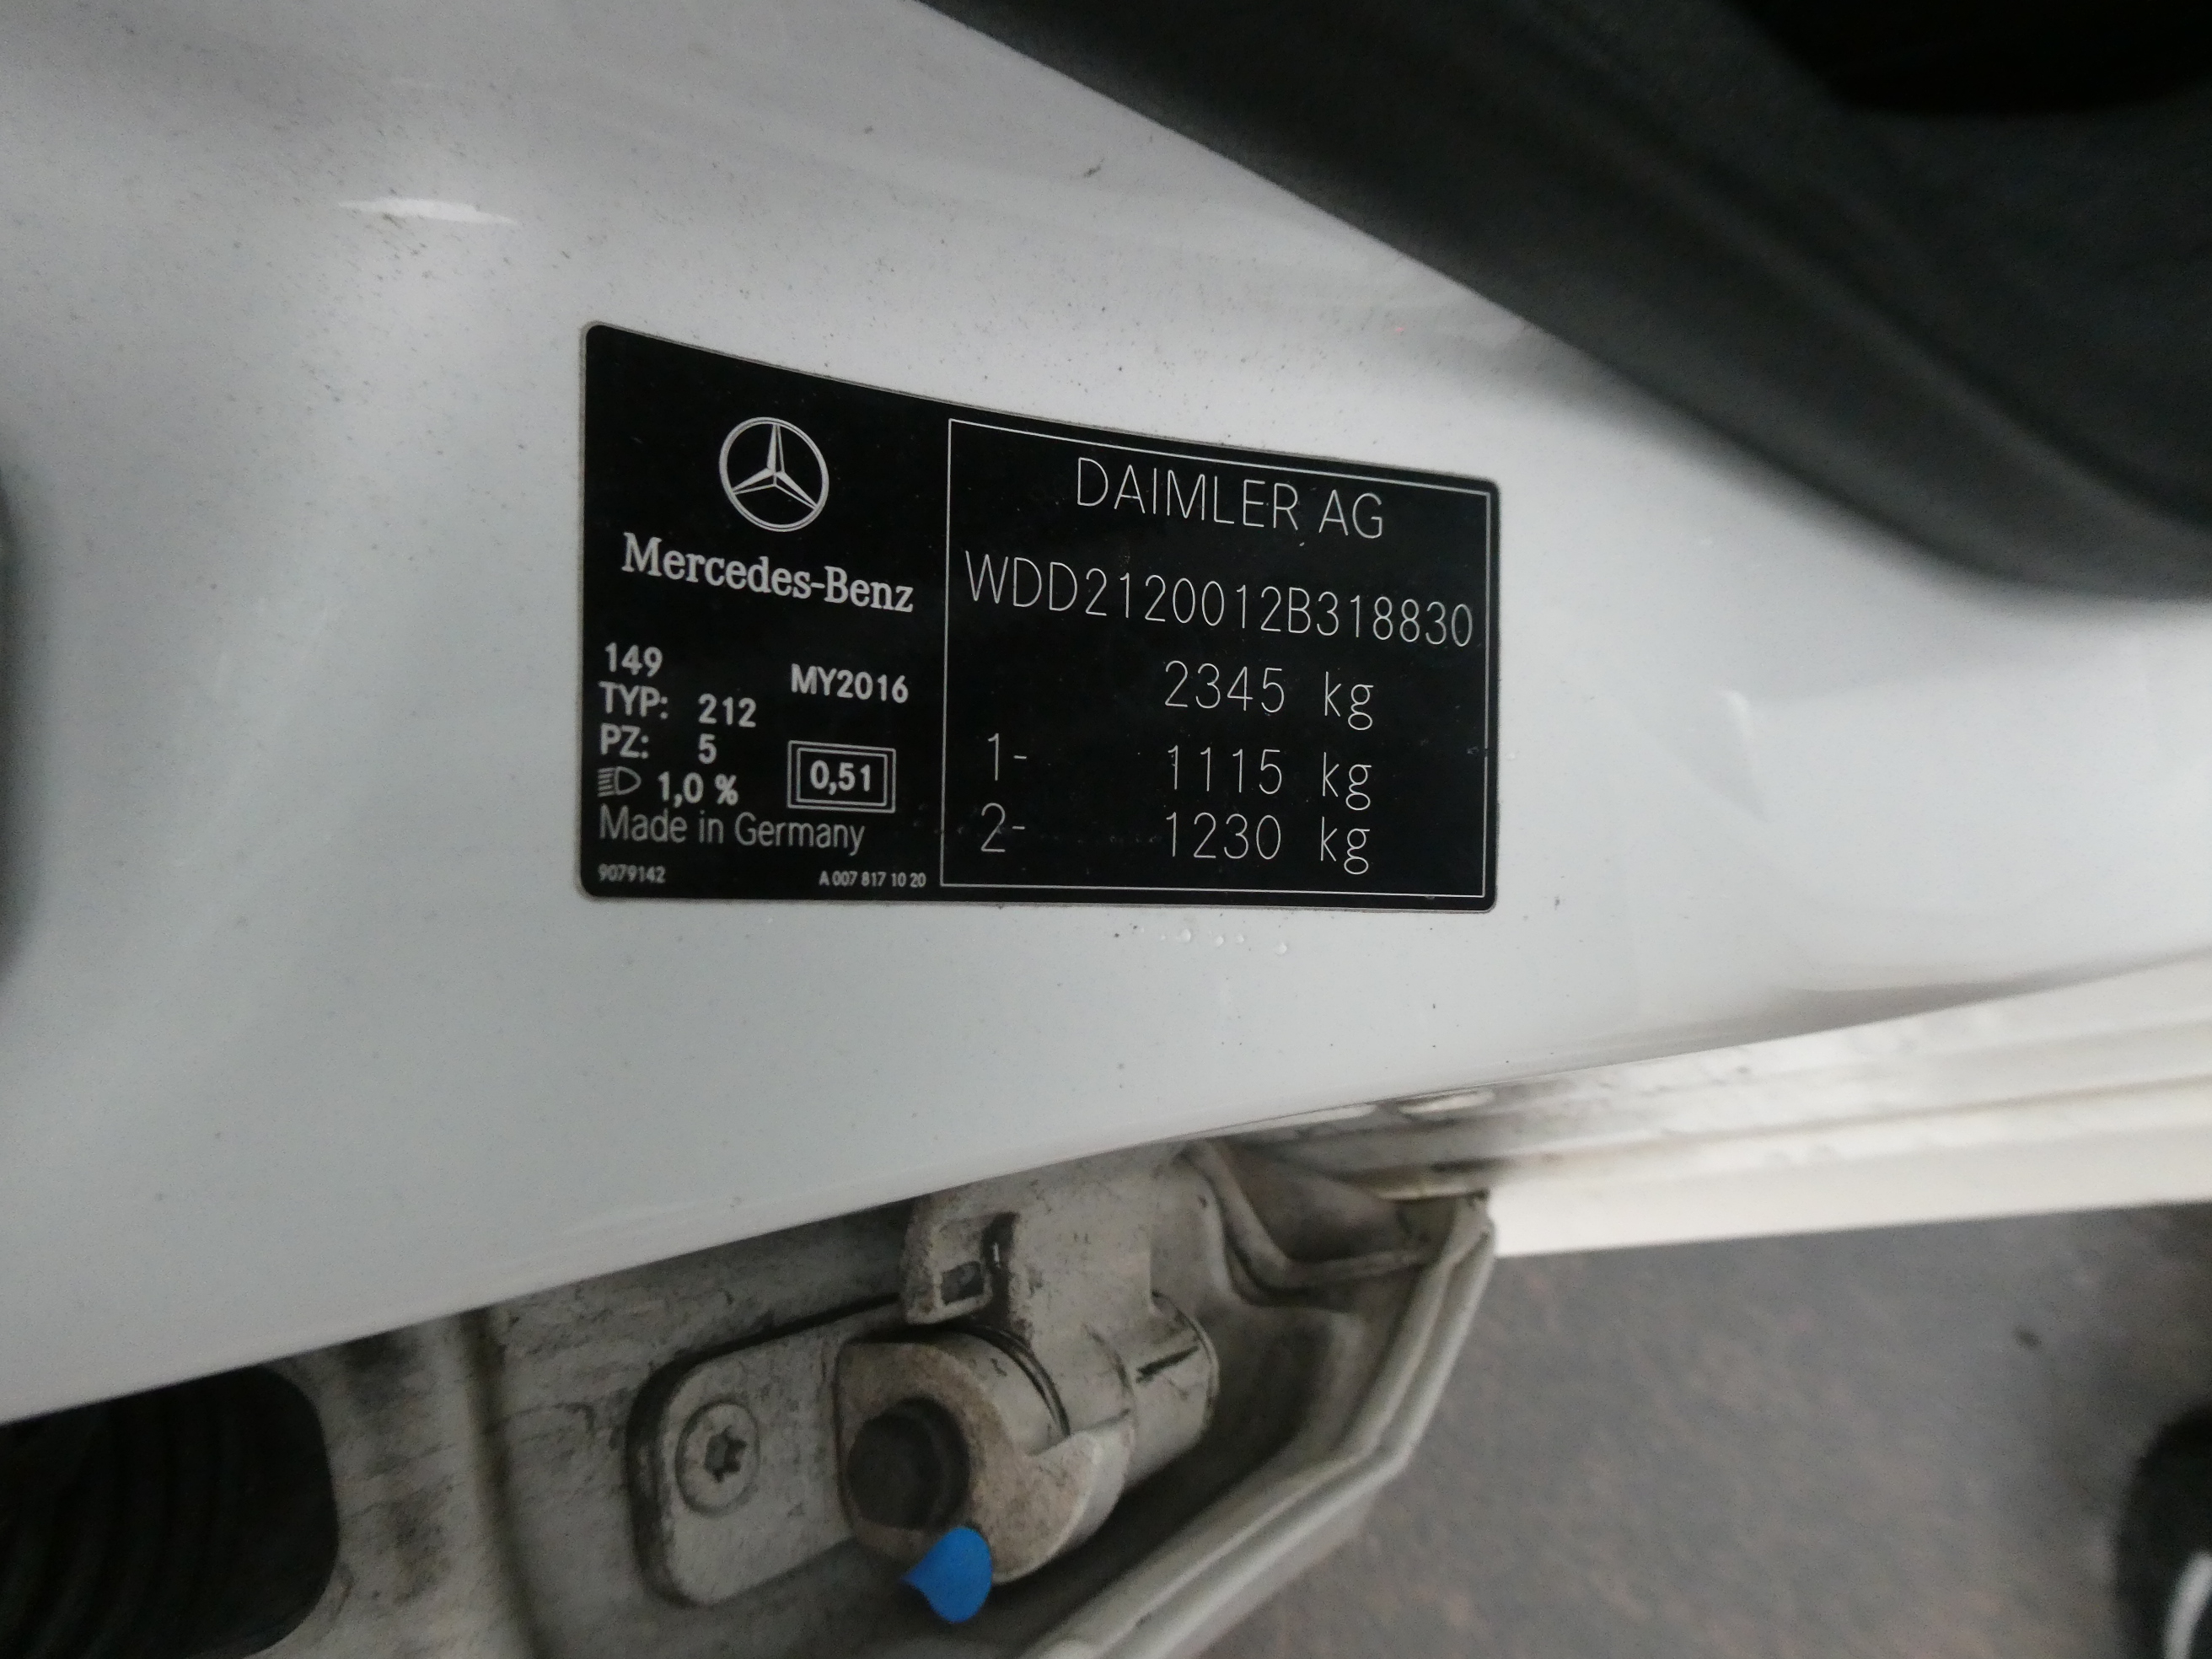 Mercedes-Benz
149
MY2016
TYP: 212
PZ: 5
1,0 %
0,51
Made in Germany
9079142
A 007 817 10 20
DAIMLER AG
WDD2120012B318830
2345 kg
1- 1115 kg
2- 1230 kg